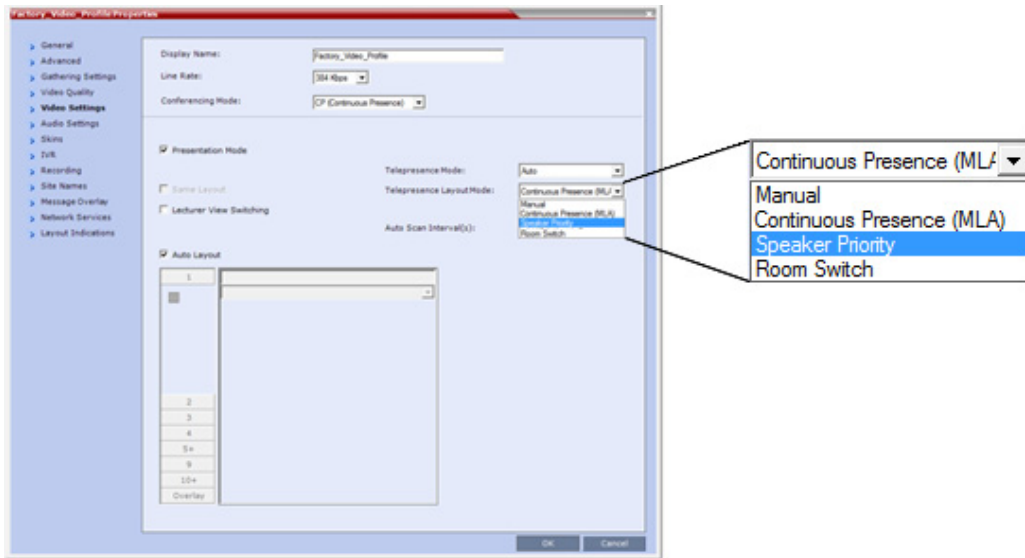 Factory_Video_Profile Properties
General
Advanced
Gathering Settings
Video Quality
Video Settings
Audio Settings
Skins
IVR
Recording
Site Names
Message Overlay
Network Services
Layout Indications
Display Name:
Factory_Video_Profile
Line Rate:
384 Kbps
Conferencing Mode:
CP (Continuous Presence)
Presentation Mode
Telepresence Mode:
Auto
Same Layout
Telepresence Layout Mode:
Continuous Presence (MLA
Lecturer View Switching
Manual
Continuous Presence (MLA)
Speaker Priority
Room Switch
Auto Scan Interval(s):
Auto Layout
1
2
3
4
5+
9
10+
Overlay
OK
Cancel
Continuous Presence (MLA
Manual
Continuous Presence (MLA)
Speaker Priority
Room Switch